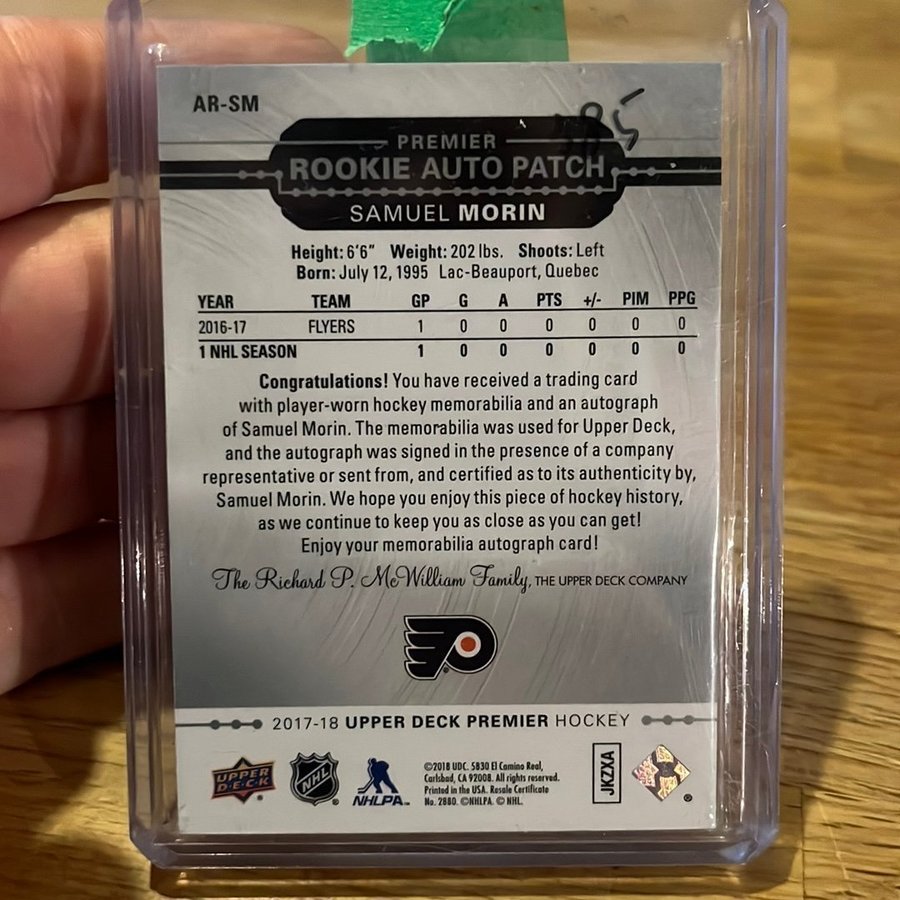 AR-SM
PREMIER
ROOKIE AUTO PATCH
SAMUEL MORIN
Height: 6'6" Weight: 202 lbs. Shoots: Left
Born: July 12, 1995 Lac-Beauport, Quebec
YEAR TEAM GP G A PTS +/- PIM PPG
2016-17 FLYERS 1 0 0 0 0 0 0
1 NHL SEASON 1 0 0 0 0 0 0
Congratulations! You have received a trading card
with player-worn hockey memorabilia and an autograph
of Samuel Morin. The memorabilia was used for Upper Deck,
and the autograph was signed in the presence of a company
representative or sent from, and certified as to its authenticity by,
Samuel Morin. We hope you enjoy this piece of hockey history,
as we continue to keep you as close as you can get!
Enjoy your memorabilia autograph card!
The Richard P. McWilliam Family, THE UPPER DECK COMPANY
2017-18 UPPER DECK PREMIER HOCKEY
UPPER DECK
NHL
NHLPA
©2018 UDC. 5830 El Camino Real,
Carlsbad, CA 92008. All rights reserved.
Printed in the USA. Resale Certificate
No. 2880. ©NHLPA. © NHL.
JKZXA